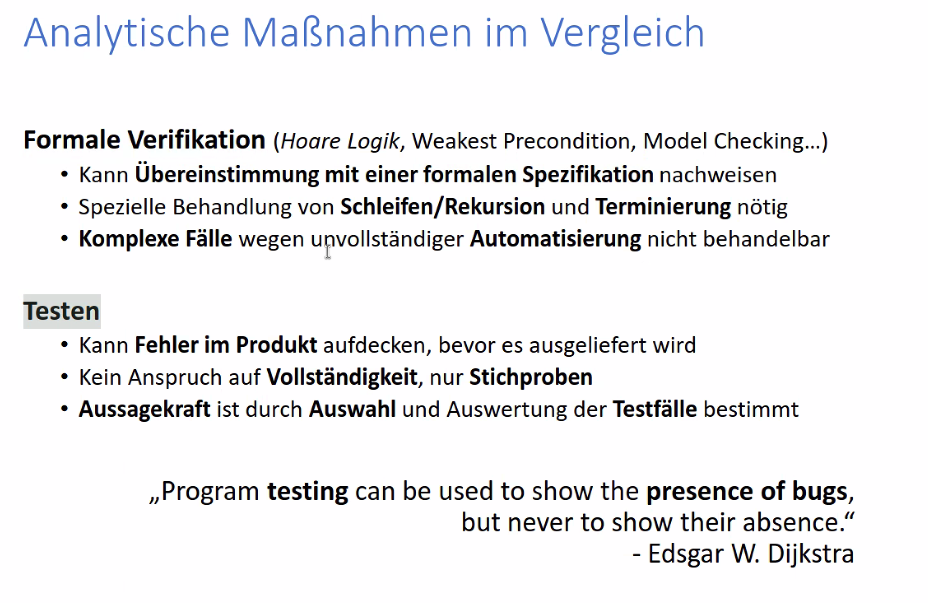 Analytische Maßnahmen im Vergleich
Formale Verifikation (Hoare Logik, Weakest Precondition, Model Checking…)
• Kann Übereinstimmung mit einer formalen Spezifikation nachweisen
• Spezielle Behandlung von Schleifen/Rekursion und Terminierung nötig
• Komplexe Fälle wegen unvollständiger Automatisierung nicht behandelbar
Testen
• Kann Fehler im Produkt aufdecken, bevor es ausgeliefert wird
• Kein Anspruch auf Vollständigkeit, nur Stichproben
• Aussagekraft ist durch Auswahl und Auswertung der Testfälle bestimmt
„Program testing can be used to show the presence of bugs,
but never to show their absence.“
- Edsgar W. Dijkstra